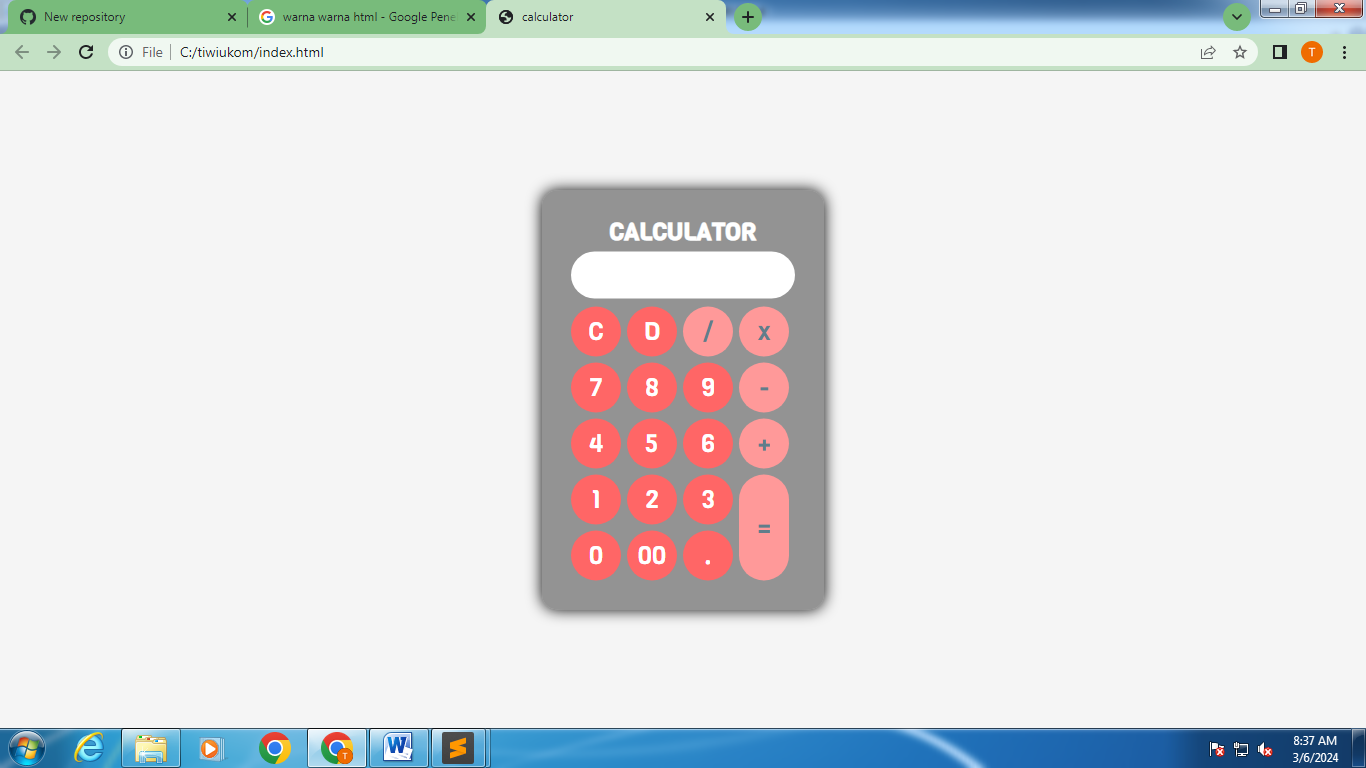 New repository
warna warna html - Google Pene
calculator
File
C:/tiwiukom/index.html
T
CALCULATOR
C D / x
7 8 9 -
4 5 6 +
1 2 3
=
0 00 .
T
8:37 AM
3/6/2024